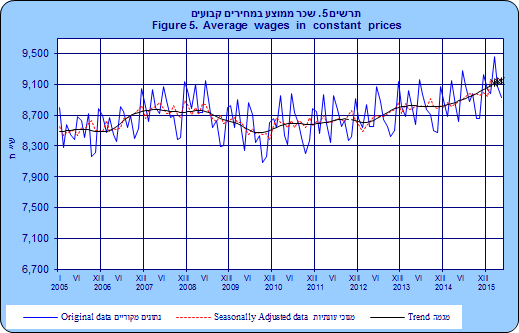 תרשים 5. שכר ממוצע במחירים קבועים
Figure 5. Average wages in constant prices
9,500
9,100
8,700
8,300
7,900
7,500
7,100
6,700
ש"ח
I VI XII VI XII VI XII VI XII VI XII VI XII VI XII VI XII VI XII VI XII
2005 2006 2007 2008 2009 2010 2011 2012 2013 2014 2015
Original data נתונים מקוריים Seasonally Adjusted data מנוכי עונתיות Trend מגמה